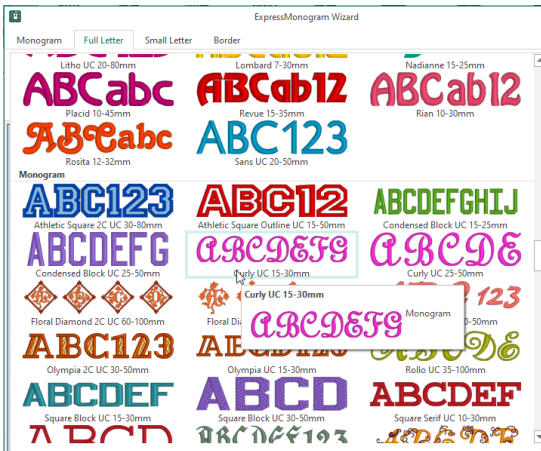 ExpressMonogram Wizard
Monogram Full Letter Small Letter Border
Litho UC 20-80mm Lombard 7-30mm Nadianne 15-25mm
ABCabc ABCab12 ABCab12
Placid 10-45mm Revue 15-35mm Rian 10-30mm
ABCabc ABC123
Rosita 12-32mm Sans UC 20-50mm
Monogram
ABC123 ABC12 ABCDEFGHIJ
Athletic Square 2C UC 30-80mm Athletic Square Outline UC 15-50mm Condensed Block UC 15-25mm
ABCDEFG ABCDEFG ABCDE
Condensed Block UC 25-50mm Curly UC 15-30mm Curly UC 25-50mm
Curly UC 15-30mm
123
Floral Diamond 2C UC 60-100mm Floral Di
ABCDEFG Monogram
ABC123
Olympia 2C UC 30-50mm Olympia UC 15-30mm Rollo UC 35-100mm
ABCDEF ABCD ABCDEF
Square Block UC 15-30mm Square Block UC 30-50mm Square Serif UC 10-30mm